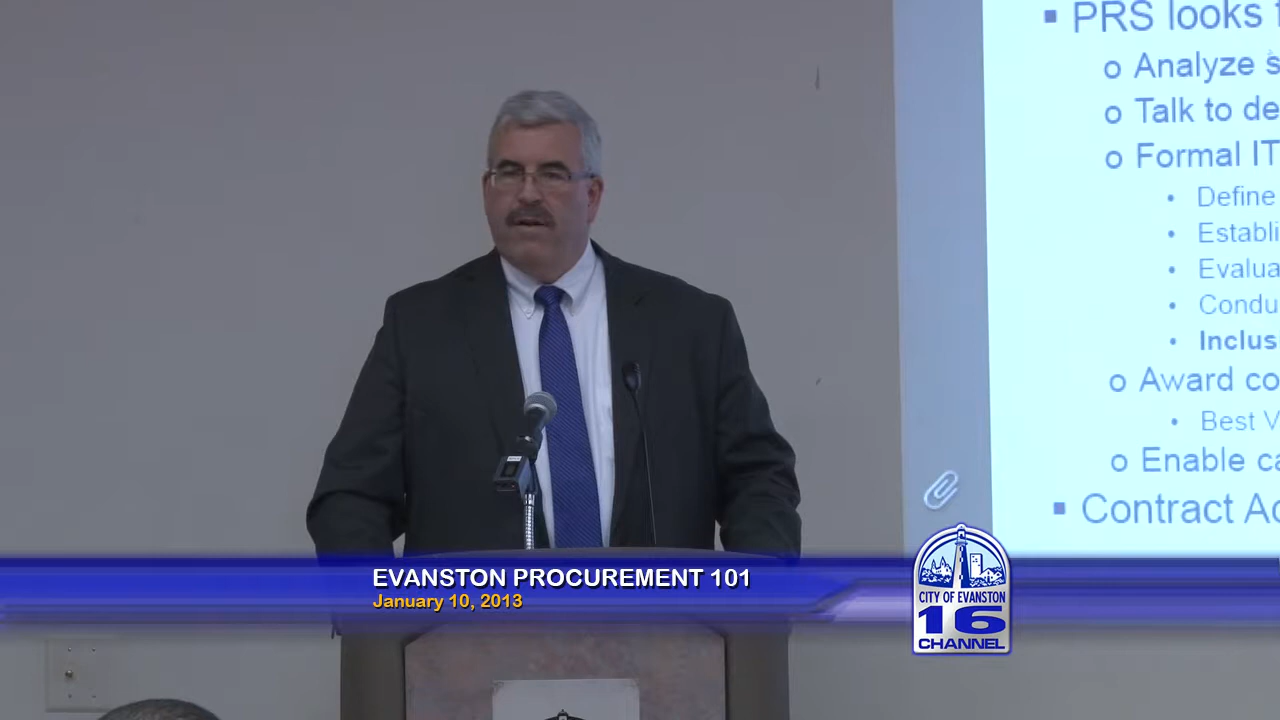 PRS looks
Analyze
Talk to de
Formal IT
Define
Establi
Evalua
Condu
Inclus
Award co
Best V
Enable ca
Contract Ad
EVANSTON PROCUREMENT 101
January 10, 2013
CITY OF EVANSTON
16
CHANNEL